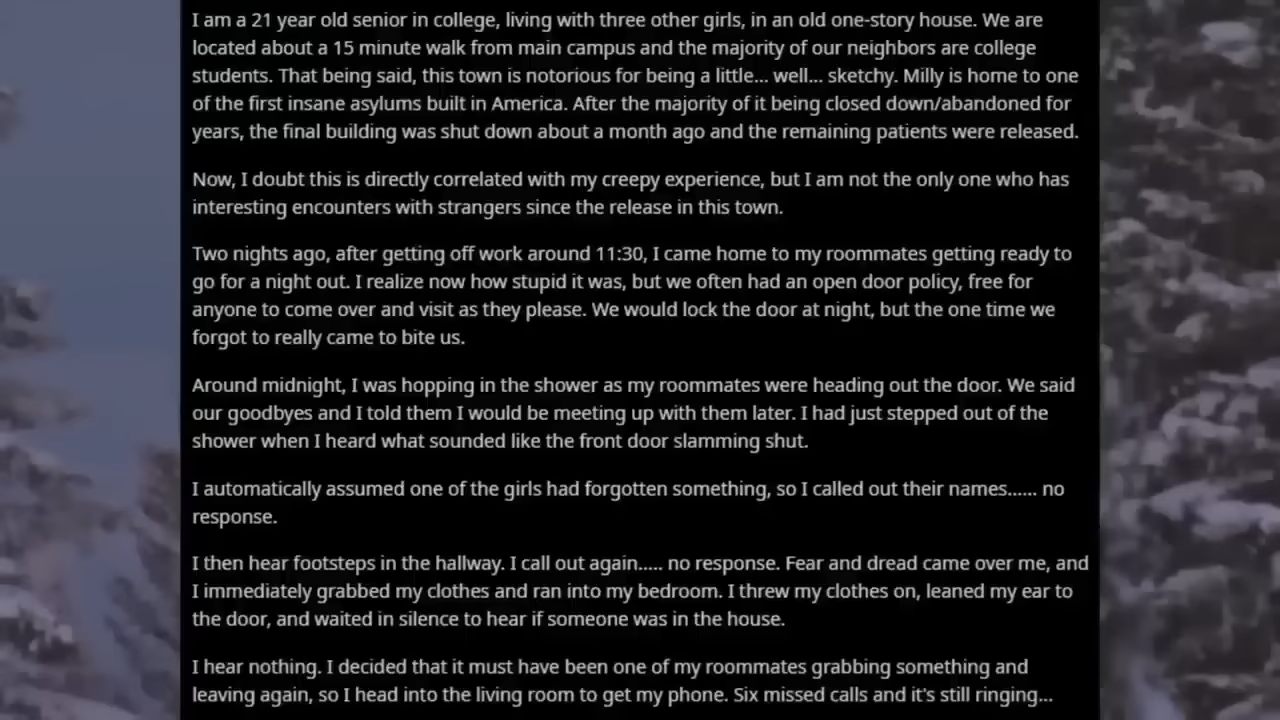 I am a 21 year old senior in college, living with three other girls, in an old one-story house. We are
located about a 15 minute walk from main campus and the majority of our neighbors are college
students. That being said, this town is notorious for being a little... well... sketchy. Milly is home to one
of the first insane asylums built in America. After the majority of it being closed down/abandoned for
years, the final building was shut down about a month ago and the remaining patients were released.
Now, I doubt this is directly correlated with my creepy experience, but I am not the only one who has
interesting encounters with strangers since the release in this town.
Two nights ago, after getting off work around 11:30, I came home to my roommates getting ready to
go for a night out. I realize now how stupid it was, but we often had an open door policy, free for
anyone to come over and visit as they please. We would lock the door at night, but the one time we
forgot to really came to bite us.
Around midnight, I was hopping in the shower as my roommates were heading out the door. We said
our goodbyes and I told them I would be meeting up with them later. I had just stepped out of the
shower when I heard what sounded like the front door slamming shut.
I automatically assumed one of the girls had forgotten something, so I called out their names...... no
response.
I then hear footsteps in the hallway. I call out again..... no response. Fear and dread came over me, and
I immediately grabbed my clothes and ran into my bedroom. I threw my clothes on, leaned my ear to
the door, and waited in silence to hear if someone was in the house.
I hear nothing. I decided that it must have been one of my roommates grabbing something and
leaving again, so I head into the living room to get my phone. Six missed calls and it's still ringing...